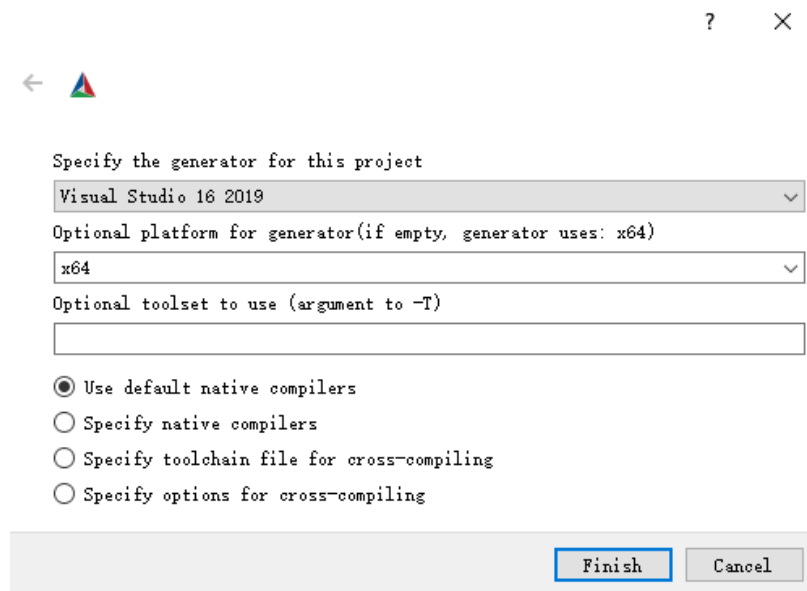 ?
Specify the generator for this project
Visual Studio 16 2019
Optional platform for generator(if empty, generator uses: x64)
x64
Optional toolset to use (argument to -T)
Use default native compilers
Specify native compilers
Specify toolchain file for cross-compiling
Specify options for cross-compiling
Finish Cancel